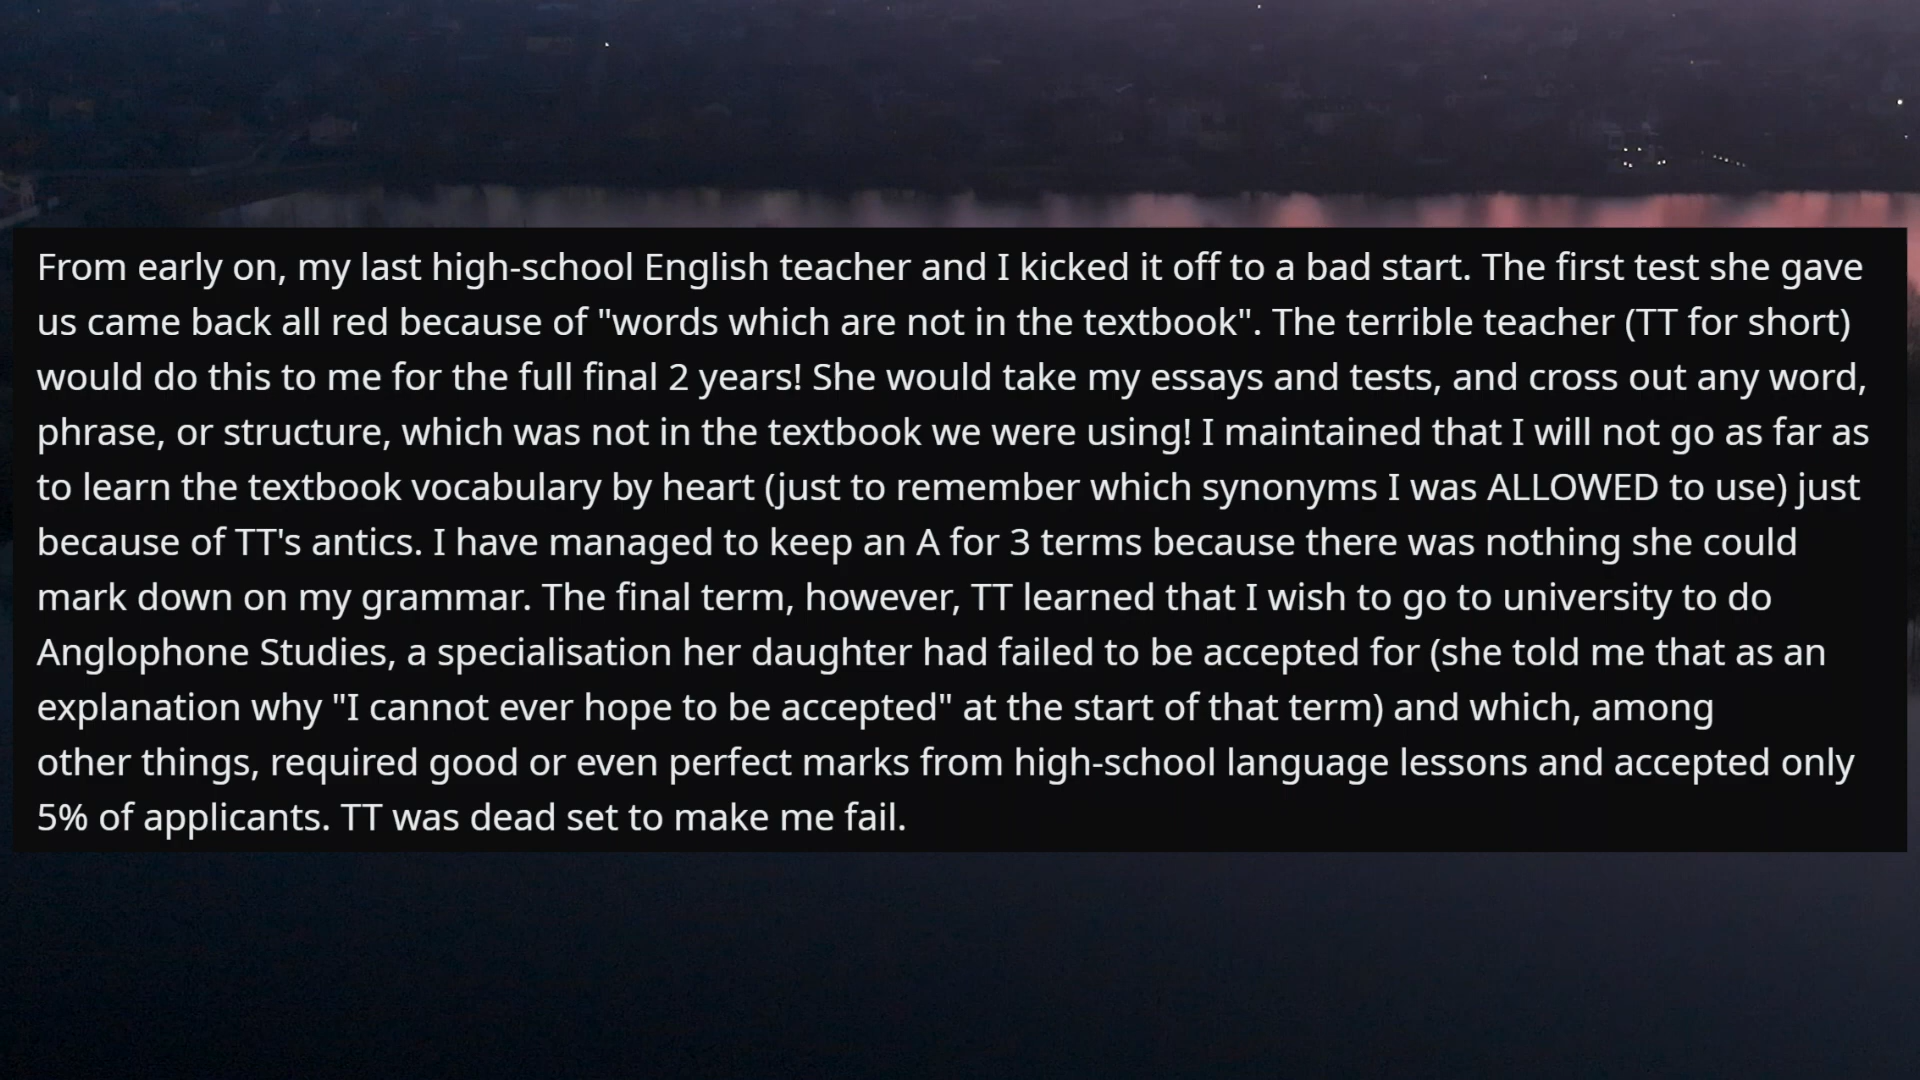 From early on, my last high-school English teacher and I kicked it off to a bad start. The first test she gave
us came back all red because of "words which are not in the textbook". The terrible teacher (TT for short)
would do this to me for the full final 2 years! She would take my essays and tests, and cross out any word,
phrase, or structure, which was not in the textbook we were using! I maintained that I will not go as far as
to learn the textbook vocabulary by heart (just to remember which synonyms I was ALLOWED to use) just
because of TT's antics. I have managed to keep an A for 3 terms because there was nothing she could
mark down on my grammar. The final term, however, TT learned that I wish to go to university to do
Anglophone Studies, a specialisation her daughter had failed to be accepted for (she told me that as an
explanation why "I cannot ever hope to be accepted" at the start of that term) and which, among
other things, required good or even perfect marks from high-school language lessons and accepted only
5% of applicants. TT was dead set to make me fail.